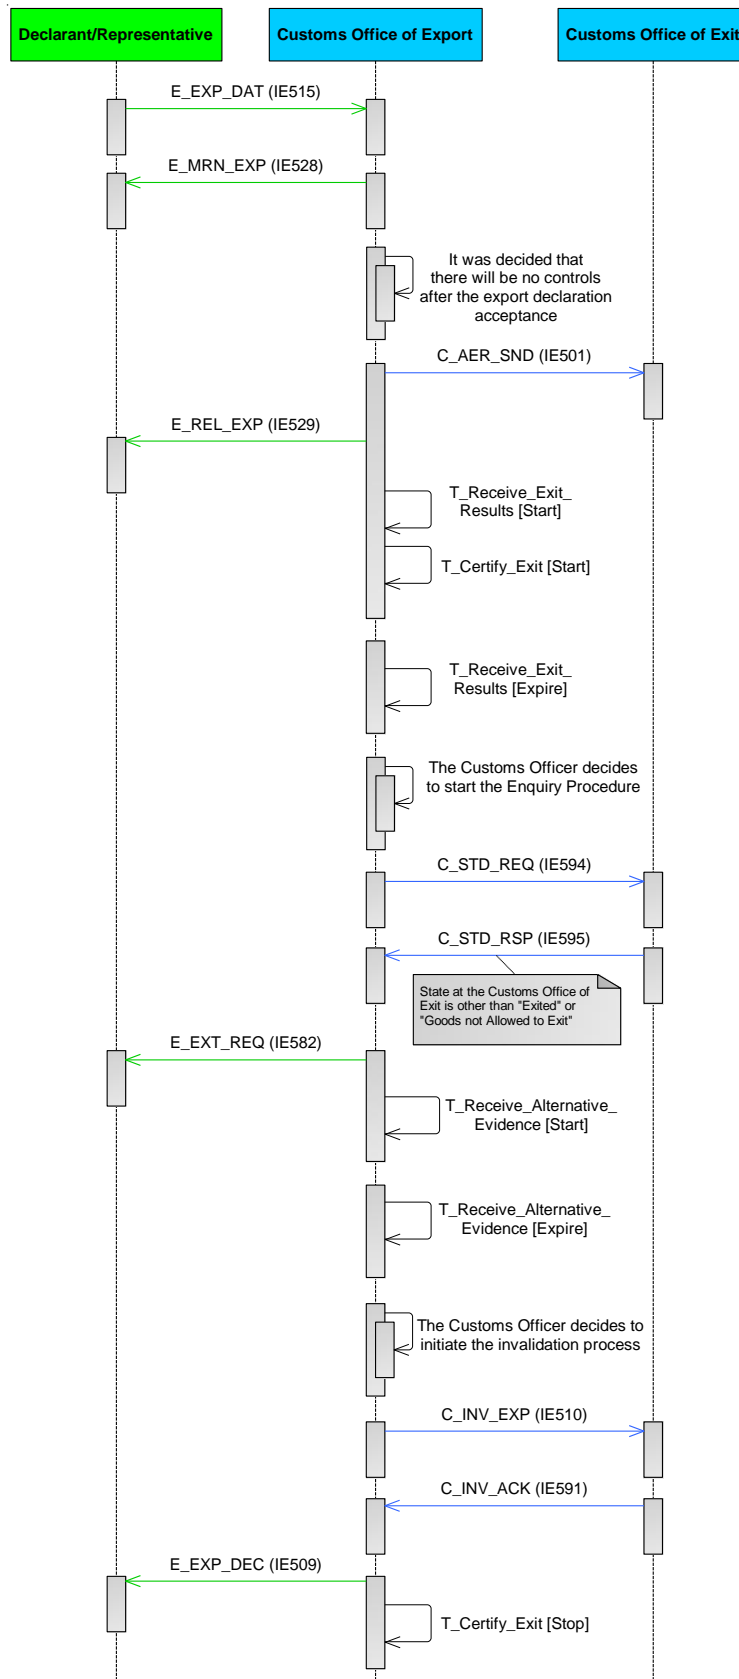 Declarant/Representative
Customs Office of Export
Customs Office of Exit
E_EXP_DAT (IE515)
E_MRN_EXP (IE528)
It was decided that
there will be no controls
after the export declaration
acceptance
C_AER_SND (IE501)
E_REL_EXP (IE529)
T_Receive_Exit_
Results [Start]
T_Certify_Exit [Start]
T_Receive_Exit_
Results [Expire]
The Customs Officer decides
to start the Enquiry Procedure
C_STD_REQ (IE594)
C_STD_RSP (IE595)
State at the Customs Office of
Exit is other than "Exited" or
"Goods not Allowed to Exit"
E_EXT_REQ (IE582)
T_Receive_Alternative_
Evidence [Start]
T_Receive_Alternative_
Evidence [Expire]
The Customs Officer decides to
initiate the invalidation process
C_INV_EXP (IE510)
C_INV_ACK (IE591)
E_EXP_DEC (IE509)
T_Certify_Exit [Stop]